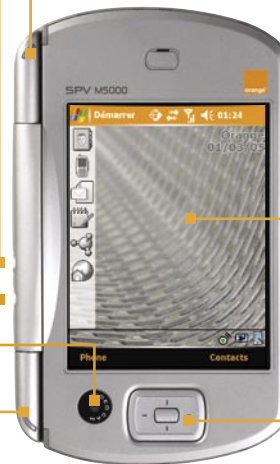 SPV M5000
orange
Démarrer 01:24
Orange
01/03/05
Phone Contacts